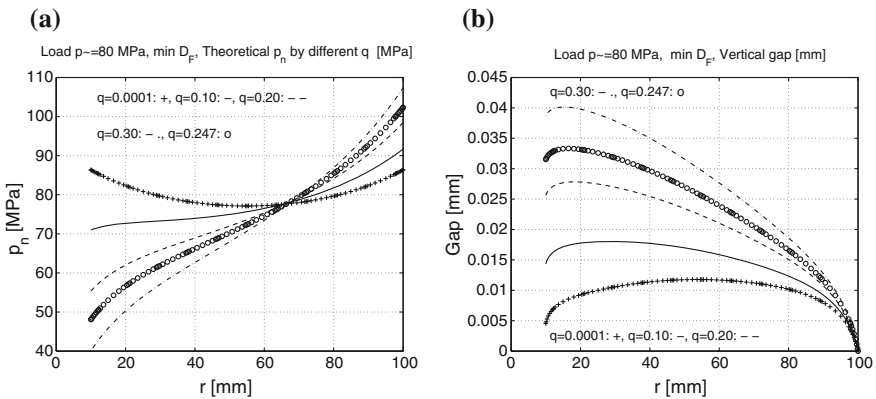 (a)
Load p~=80 MPa, min D_F, Theoretical p_n by different q [MPa]
110
100
90
80
70
60
50
40
q=0.0001: +, q=0.10: −, q=0.20: − −
q=0.30: − ., q=0.247: o
p_n [MPa]
0 20 40 60 80 100
r [mm]
(b)
Load p~=80 MPa, min D_F, Vertical gap [mm]
0.045
0.04
0.035
0.03
0.025
0.02
0.015
0.01
0.005
0
q=0.30: − ., q=0.247: o
q=0.0001: +, q=0.10: −, q=0.20: − −
Gap [mm]
0 20 40 60 80 100
r [mm]